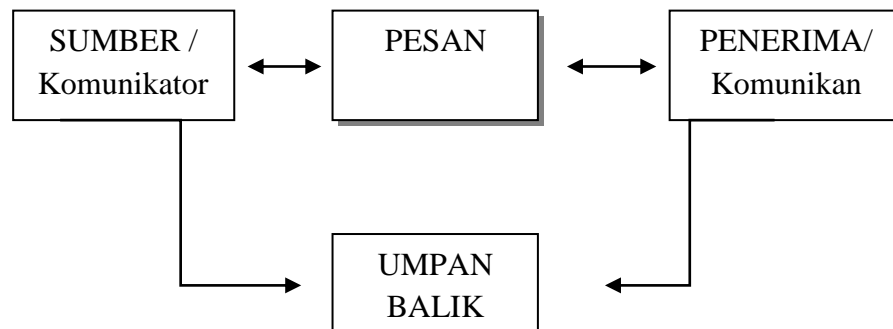 SUMBER /
Komunikator
PESAN
PENERIMA/
Komunikan
UMPAN
BALIK